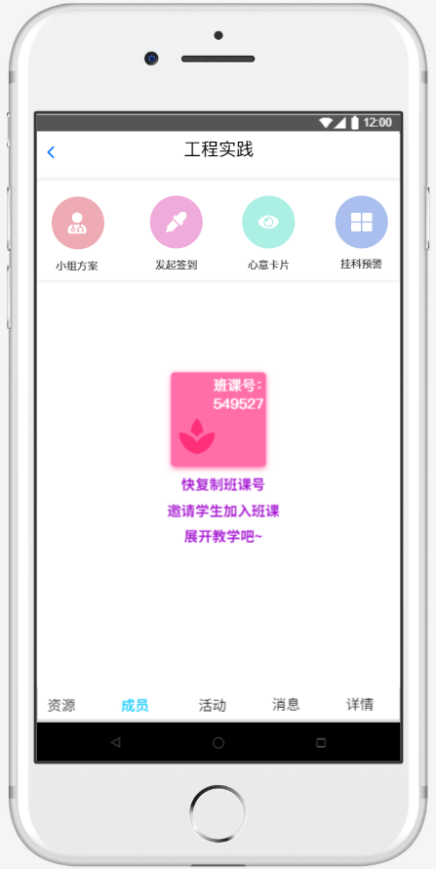 12:00
工程实践
小组方案 发起签到 心意卡片 挂科预警
班课号：
549527
快复制班课号
邀请学生加入班课
展开教学吧~
资源 成员 活动 消息 详情